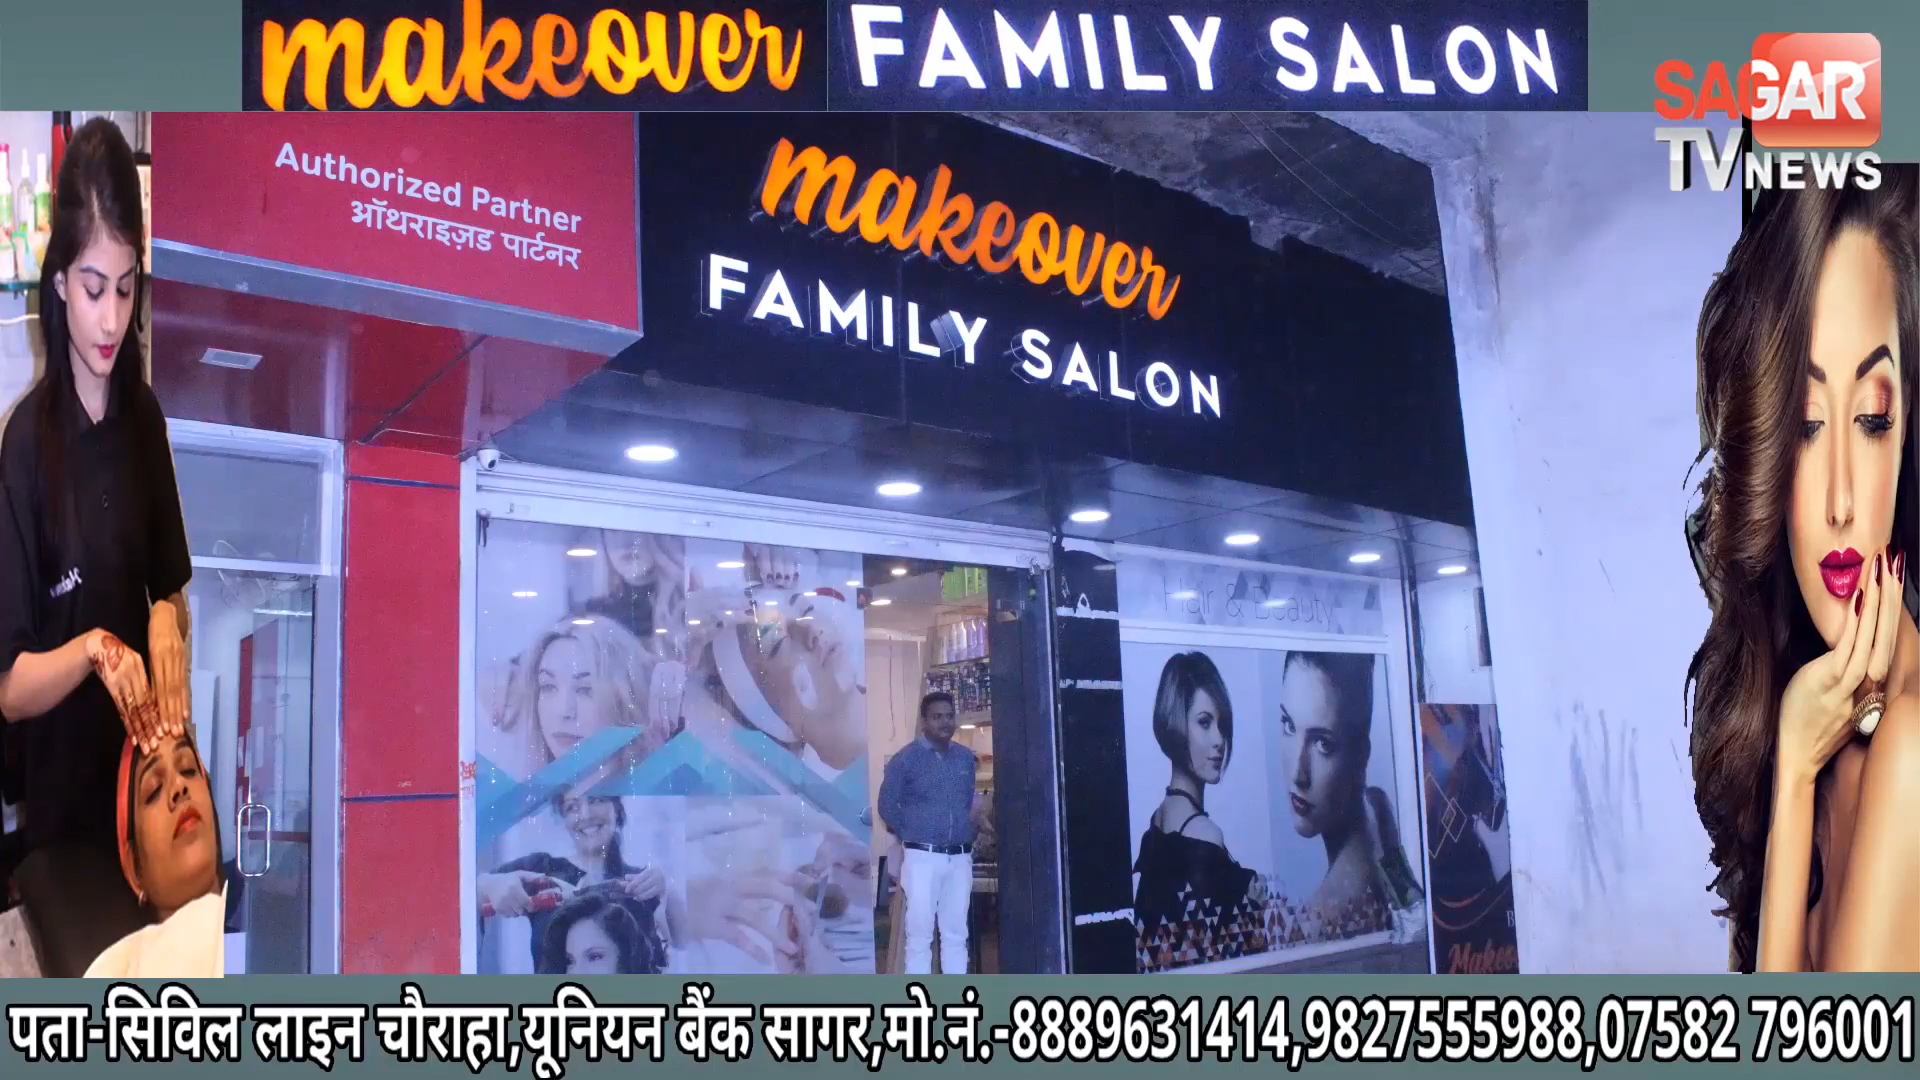 makeover FAMILY SALON
SAGAR
TV NEWS
Authorized Partner
ऑथराइज़्ड पार्टनर
makeover
FAMILY SALON
Hair & Beauty
पता-सिविल लाइन चौराहा,यूनियन बैंक सागर,मो.नं.-8889631414,9827555988,07582 796001